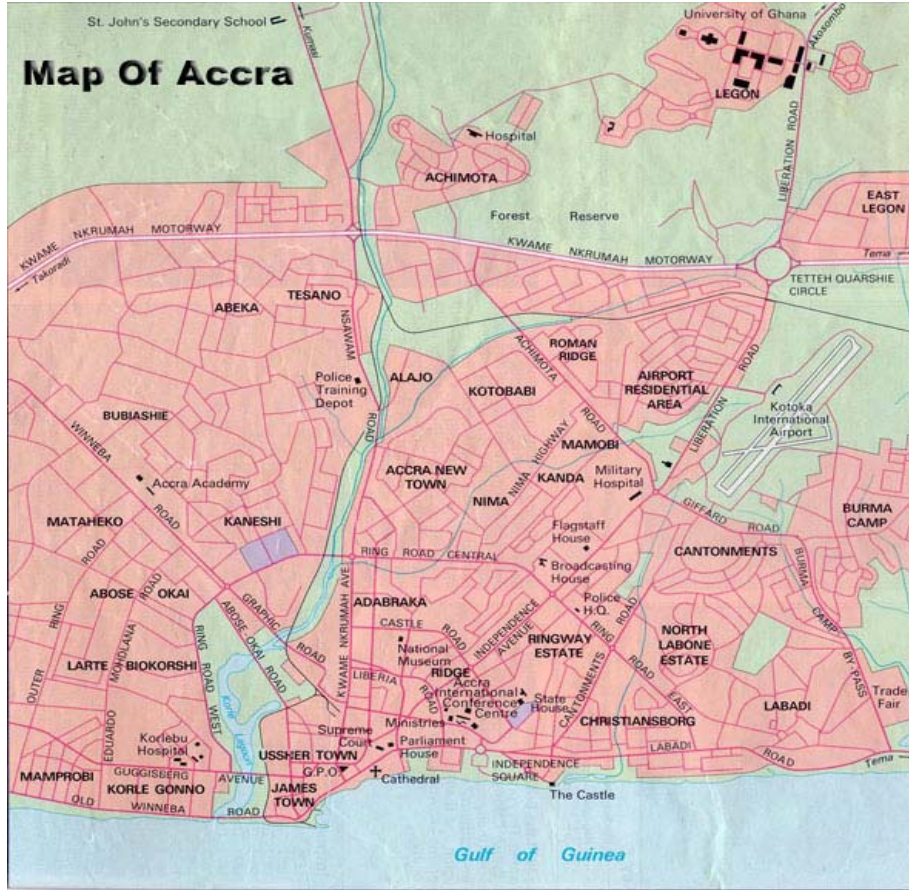 St. John's Secondary School
Kumasi
University of Ghana
Akosombo
Map Of Accra
LEGON
Hospital
LIBERATION ROAD
ACHIMOTA
EAST
LEGON
Forest Reserve
KWAME NKRUMAH MOTORWAY
KWAME NKRUMAH MOTORWAY
Tema
Takoradi
TETTEH QUARSHIE
CIRCLE
TESANO
ABEKA
NSAWAM
ROAD
ACHIMOTA
ROAD
ROMAN
RIDGE
Police
Training
Depot
ALAJO
KOTOBABI
AIRPORT
RESIDENTIAL
AREA
LIBERATION
ROAD
Kotoka
International
Airport
BUBIASHIE
WINNEBA
ROAD
MAMOBI
NIMA HIGHWAY
ACCRA NEW
TOWN
KANDA
Military
Hospital
Accra Academy
NIMA
GIFFARD ROAD
BURMA
CAMP
MATAHEKO
KANESHI
Flagstaff
House
CANTONMENTS
RING ROAD CENTRAL
Broadcasting
House
BURMA
CAMP
BY-PASS
ABOSE OKAI
ROAD
OUTER RING ROAD
MOHDLANA
EDUARDO
GRAPHIC
ROAD
ABOSE OKAI ROAD
KWAME NKRUMAH AVE
ADABRAKA
Police
H.Q.
CASTLE
ROAD
INDEPENDENCE
AVENUE
RINGWAY
ESTATE
RING
ROAD
EAST
NORTH
LABONE
ESTATE
RING ROAD WEST
National
Museum
RIDGE
LARTE BIOKORSHI
LIBERIA
ROAD
Accra
International
Conference
Centre
State
House
CANTONMENTS
ROAD
Trade
Fair
Korle
Lagoon
LABADI
Ministries
CHRISTIANSBORG
Supreme
Court
Parliament
House
Korlebu
Hospital
LABADI
ROAD
USSHER TOWN
Tema
MAMPROBI
GUGGISBERG
AVENUE
G.P.O
Cathedral
INDEPENDENCE
SQUARE
KORLE GONNO
JAMES
TOWN
The Castle
OLD WINNEBA ROAD
Gulf of Guinea